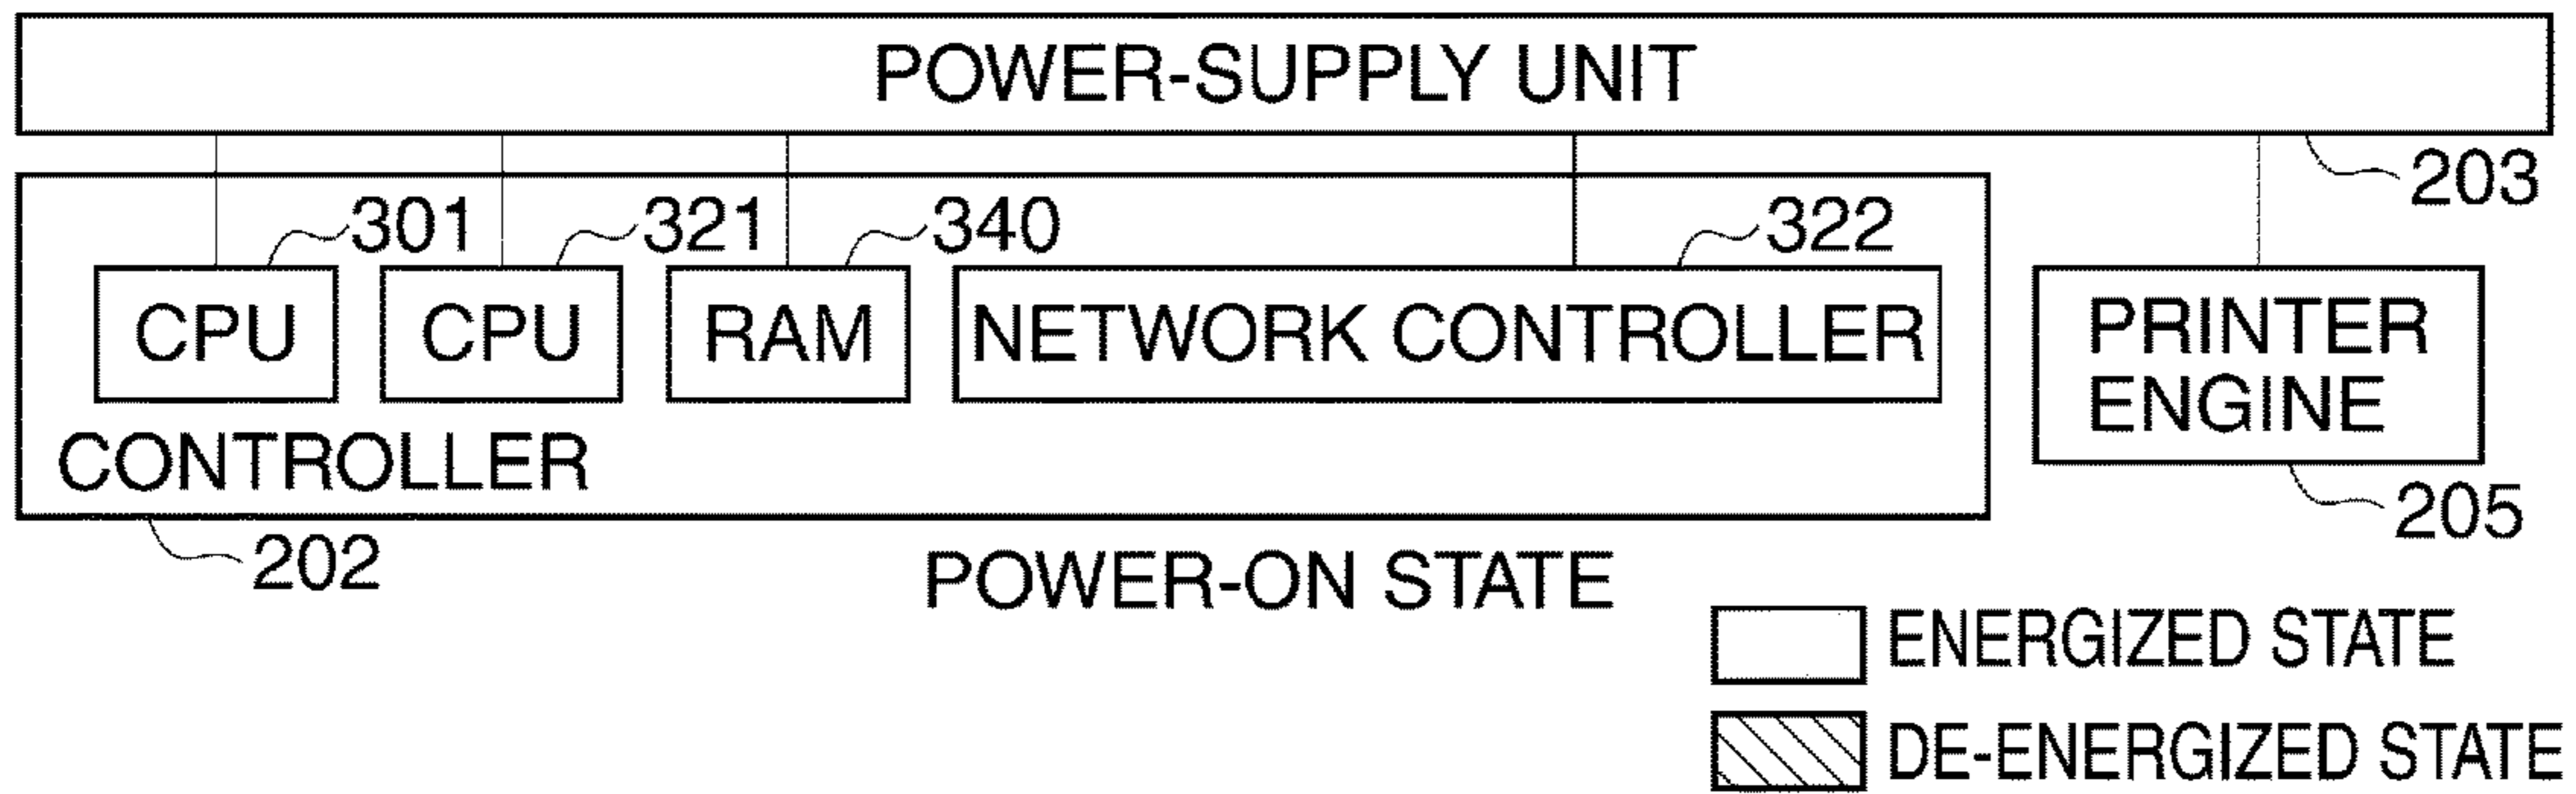 POWER-SUPPLY UNIT
203
301
321
340
322
CPU
CPU
RAM
NETWORK CONTROLLER
PRINTER
ENGINE
CONTROLLER
205
202
POWER-ON STATE
ENERGIZED STATE
DE-ENERGIZED STATE